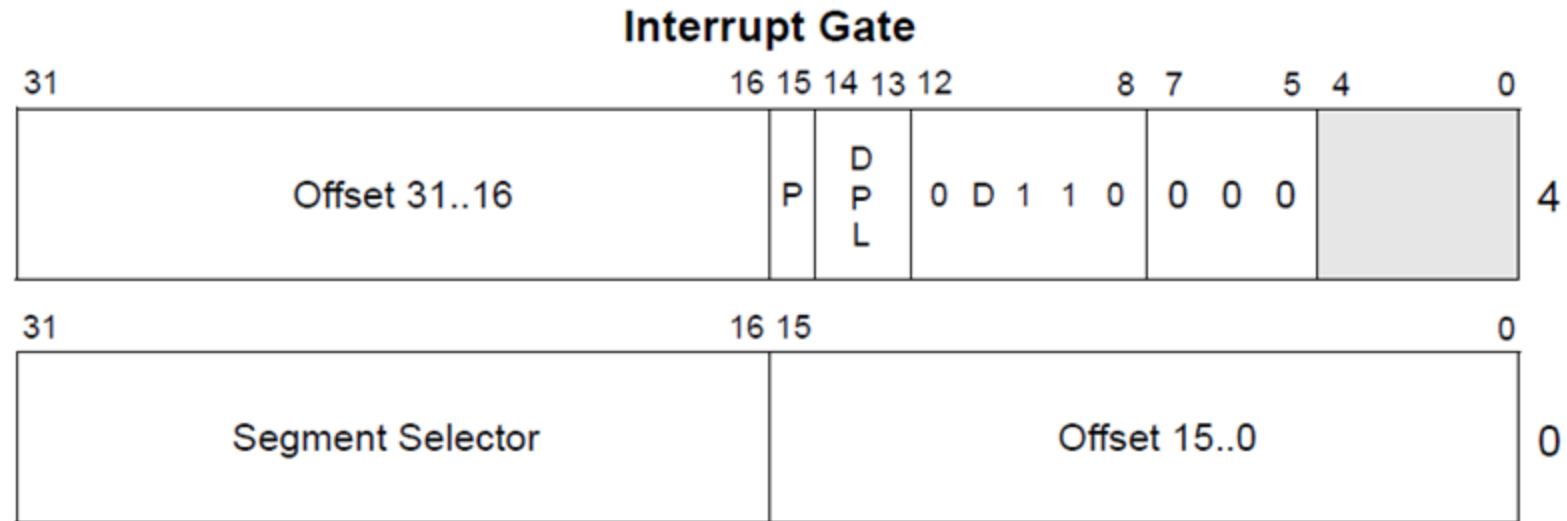 Interrupt Gate
31 16 15 14 13 12 8 7 5 4 0
Offset 31..16 P DPL 0 D 1 1 0 0 0 0 4
31 16 15 0
Segment Selector Offset 15..0 0